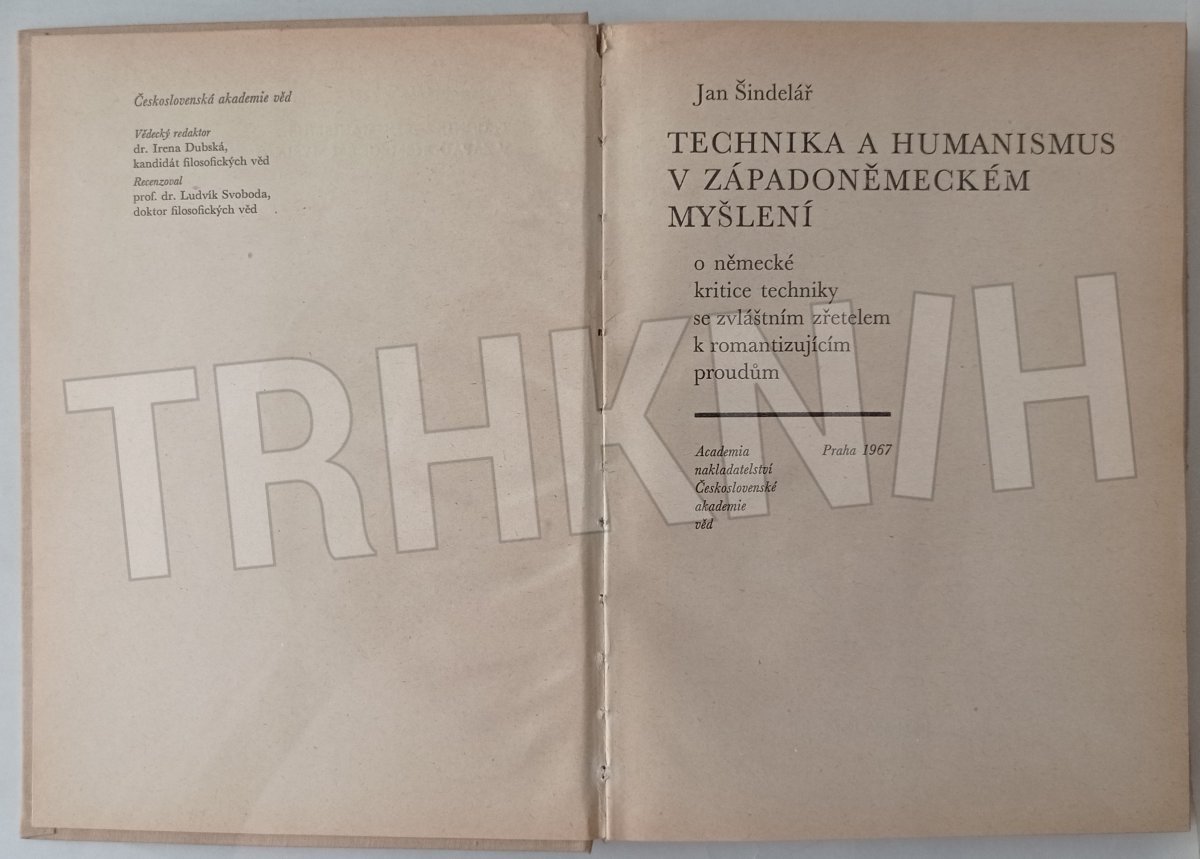 Československá akademie věd
Vědecký redaktor
dr. Irena Dubská,
kandidát filosofických věd
Recenzoval
prof. dr. Ludvík Svoboda,
doktor filosofických věd
Jan Šindelář
TECHNIKA A HUMANISMUS
V ZÁPADONĚMECKÉM
MYŠLENÍ
o německé
kritice techniky
se zvláštním zřetelem
k romantizujícím
proudům
Academia Praha 1967
nakladatelství
Československé
akademie
věd
TRHKNIH